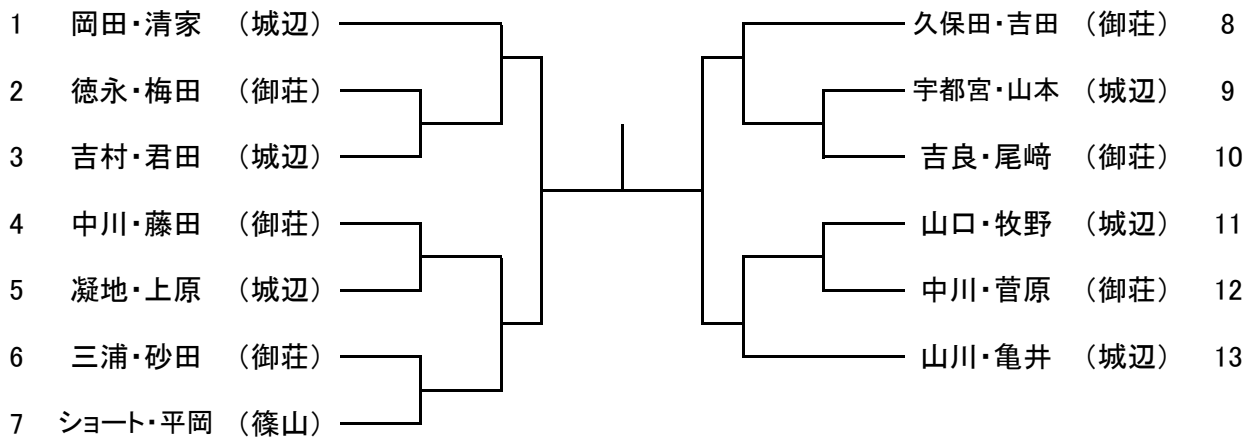 1 岡田・清家 （城辺）
2 徳永・梅田 （御荘）
3 吉村・君田 （城辺）
4 中川・藤田 （御荘）
5 凝地・上原 （城辺）
6 三浦・砂田 （御荘）
7 ショート・平岡 （篠山）
久保田・吉田 （御荘） 8
宇都宮・山本 （城辺） 9
吉良・尾﨑 （御荘） 10
山口・牧野 （城辺） 11
中川・菅原 （御荘） 12
山川・亀井 （城辺） 13